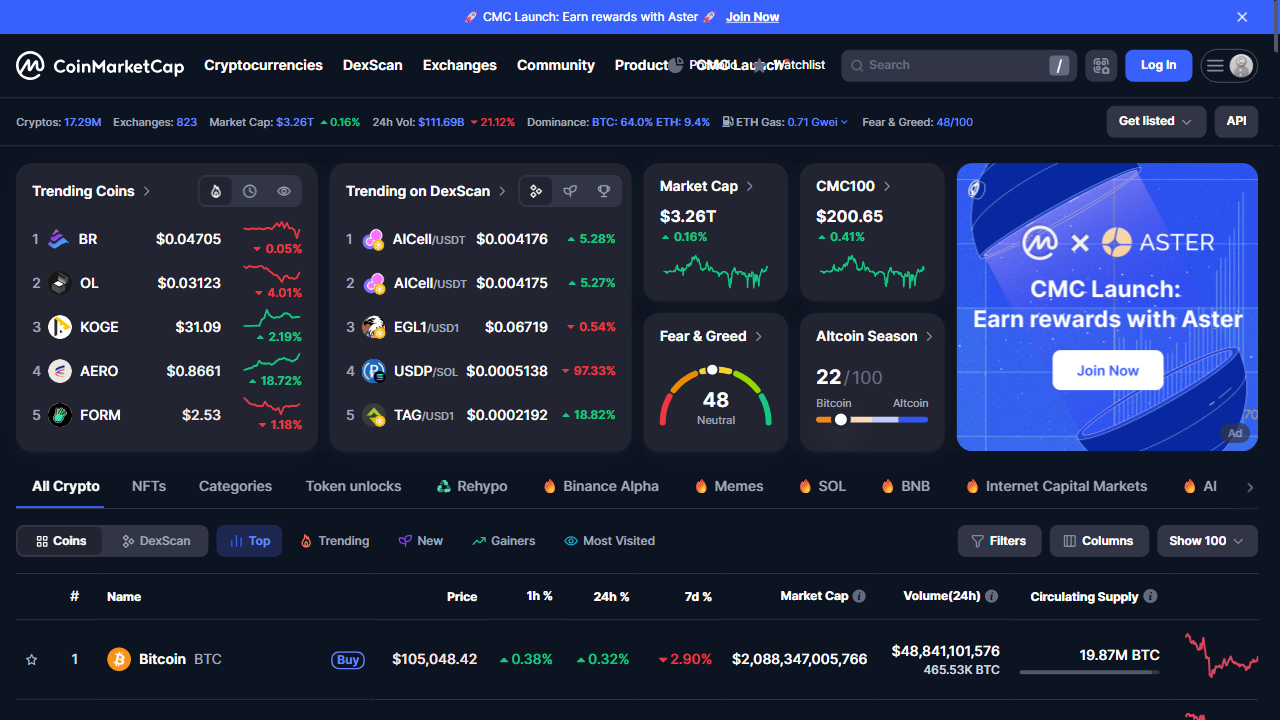 🚀 CMC Launch: Earn rewards with Aster 🚀 Join Now
CoinMarketCap Cryptocurrencies DexScan Exchanges Community Product CMC Launch Watchlist Search / Log In
Cryptos: 17.29M Exchanges: 823 Market Cap: $3.26T 0.16% 24h Vol: $111.69B 21.12% Dominance: BTC: 64.0% ETH: 9.4% ETH Gas: 0.71 Gwei Fear & Greed: 48/100 Get listed API
Trending Coins
1 BR $0.04705 0.05%
2 OL $0.03123 4.01%
3 KOGE $31.09 2.19%
4 AERO $0.8661 18.72%
5 FORM $2.53 1.18%
Trending on DexScan
1 AICell/USDT $0.004176 5.28%
2 AICell/USDT $0.004175 5.27%
3 EGL1/USD1 $0.06719 0.54%
4 USDP/SOL $0.0005138 97.33%
5 TAG/USD1 $0.0002192 18.82%
Market Cap
$3.26T
0.16%
CMC100
$200.65
0.41%
Fear & Greed
48
Neutral
Altcoin Season
22/100
Bitcoin Altcoin
ASTER
CMC Launch:
Earn rewards with Aster
Join Now
70
Ad
All Crypto NFTs Categories Token unlocks Rehypo Binance Alpha Memes SOL BNB Internet Capital Markets AI
Coins DexScan Top Trending New Gainers Most Visited Filters Columns Show 100
# Name Price 1h % 24h % 7d % Market Cap Volume(24h) Circulating Supply
1 Bitcoin BTC Buy $105,048.42 0.38% 0.32% 2.90% $2,088,347,005,766 $48,841,101,576 19.87M BTC
465.53K BTC